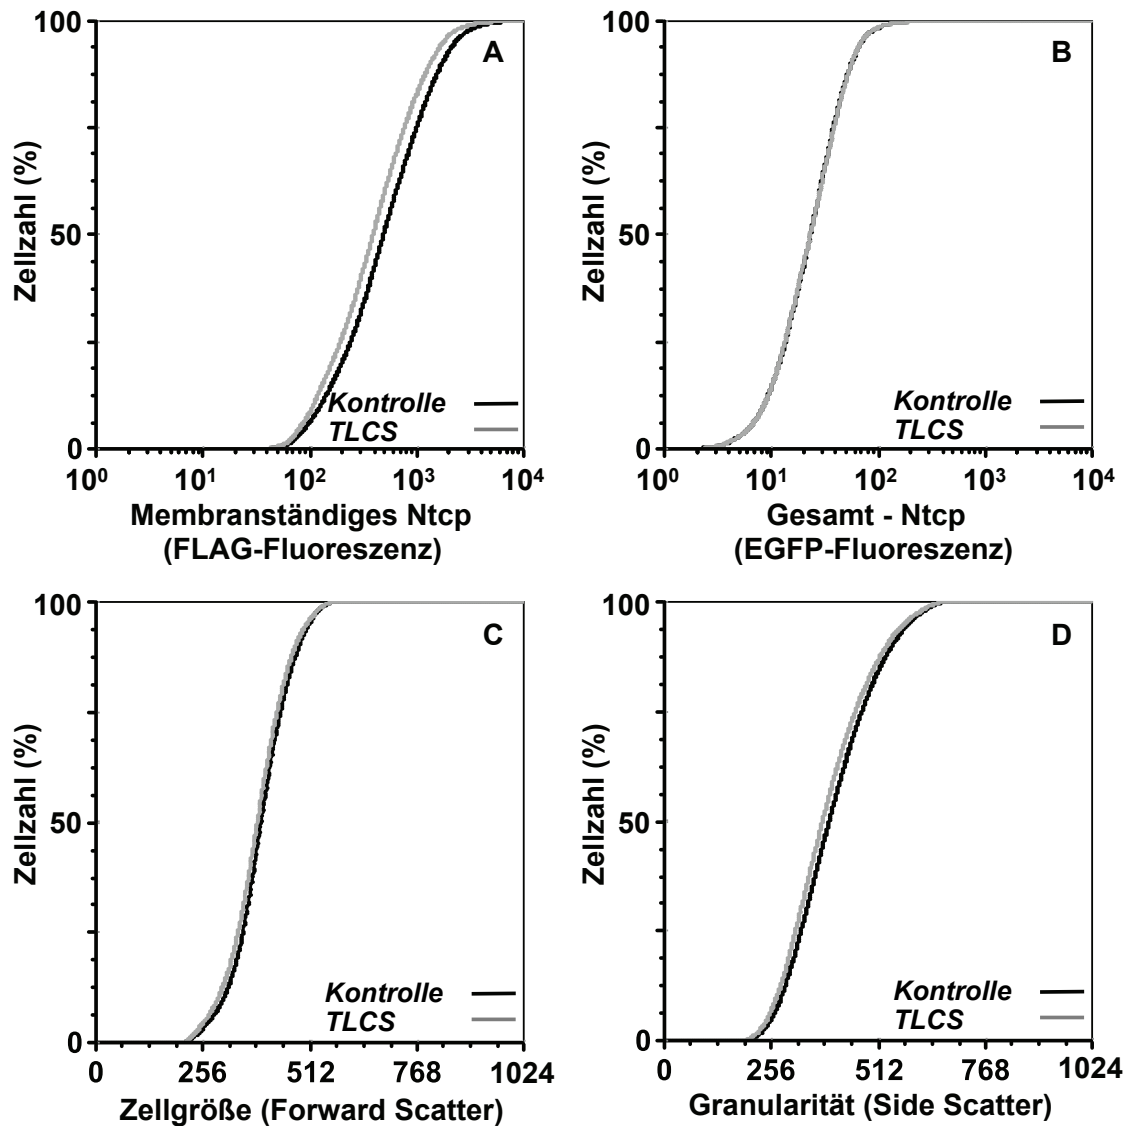 A
Zellzahl (%)
100
50
0
Kontrolle
TLCS
10⁰ 10¹ 10² 10³ 10⁴
Membranständiges Ntcp
(FLAG-Fluoreszenz)
B
Zellzahl (%)
100
50
0
Kontrolle
TLCS
10⁰ 10¹ 10² 10³ 10⁴
Gesamt - Ntcp
(EGFP-Fluoreszenz)
C
Zellzahl (%)
100
50
0
Kontrolle
TLCS
0 256 512 768 1024
Zellgröße (Forward Scatter)
D
Zellzahl (%)
100
50
0
Kontrolle
TLCS
0 256 512 768 1024
Granularität (Side Scatter)